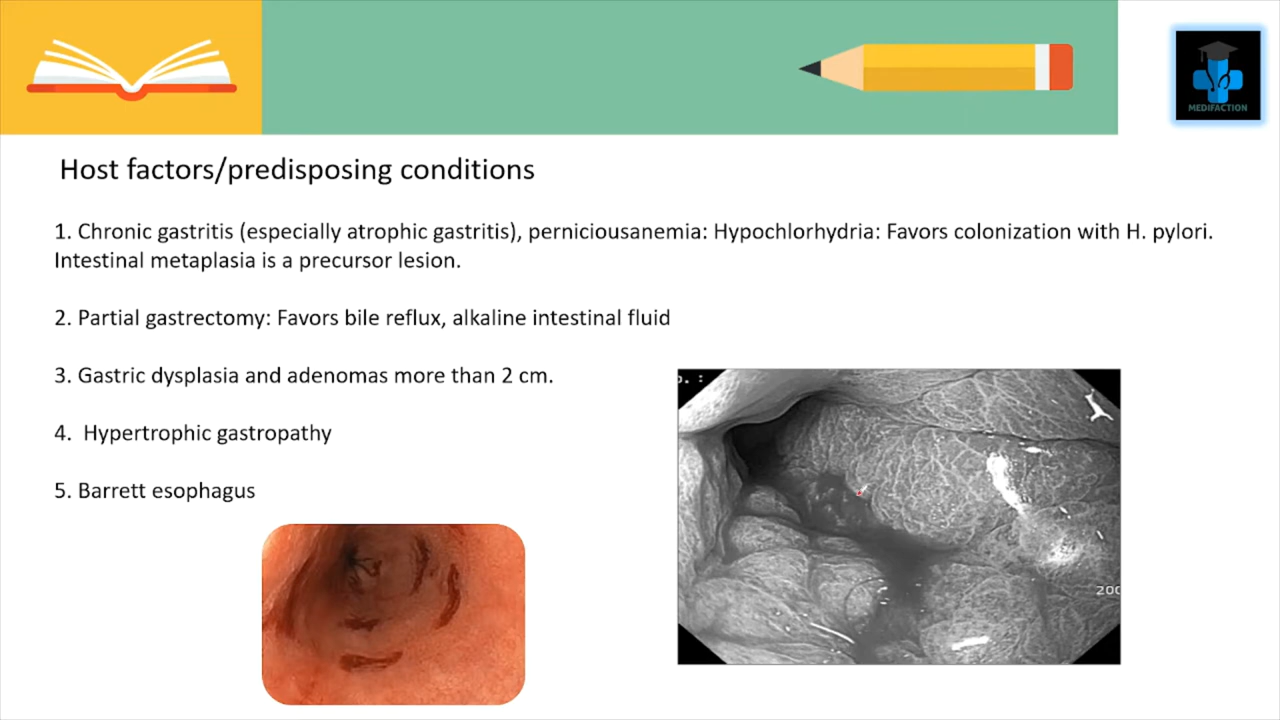 MEDIFACTION
Host factors/predisposing conditions
1. Chronic gastritis (especially atrophic gastritis), perniciousanemia: Hypochlorhydria: Favors colonization with H. pylori.
Intestinal metaplasia is a precursor lesion.
2. Partial gastrectomy: Favors bile reflux, alkaline intestinal fluid
3. Gastric dysplasia and adenomas more than 2 cm.
4. Hypertrophic gastropathy
5. Barrett esophagus